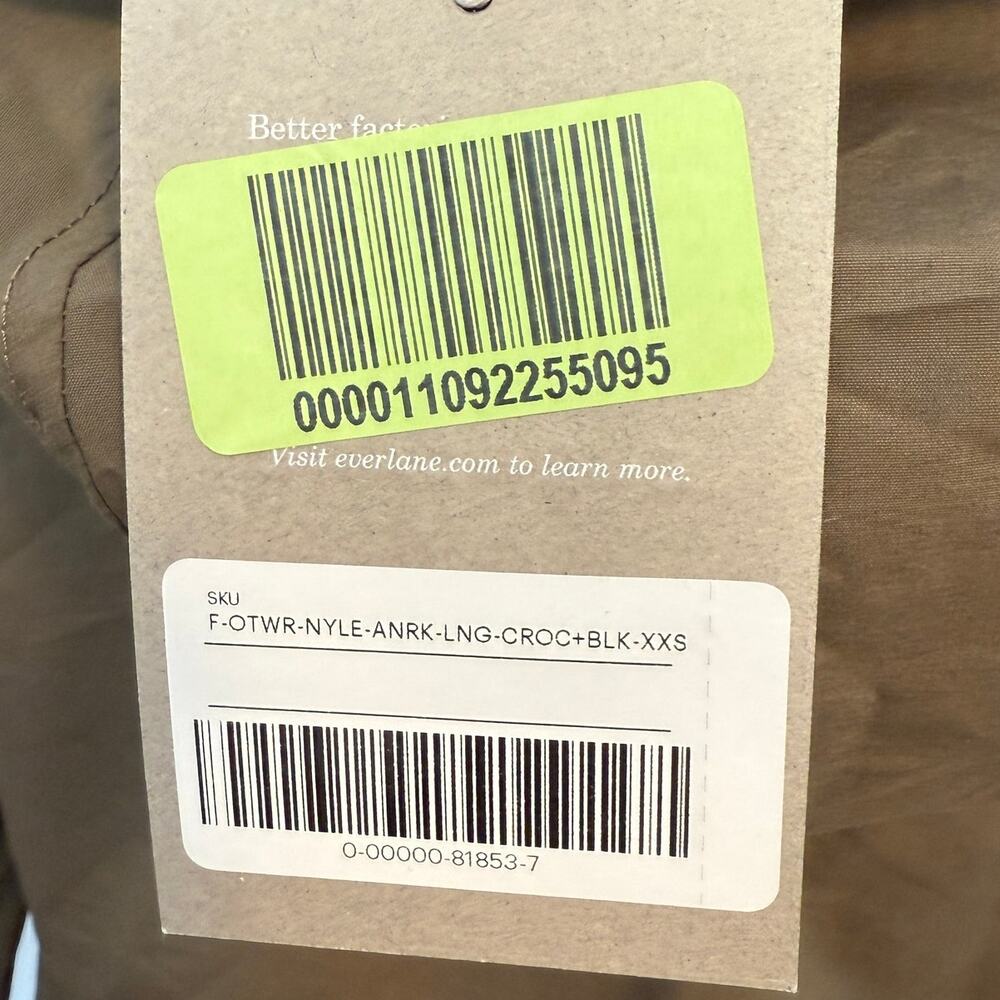 Better
000011092255095
Visit everlane.com to learn more.
SKU
F-OTWR-NYLE-ANRK-LNG-CROC+BLK-XXS
0-00000-81853-7